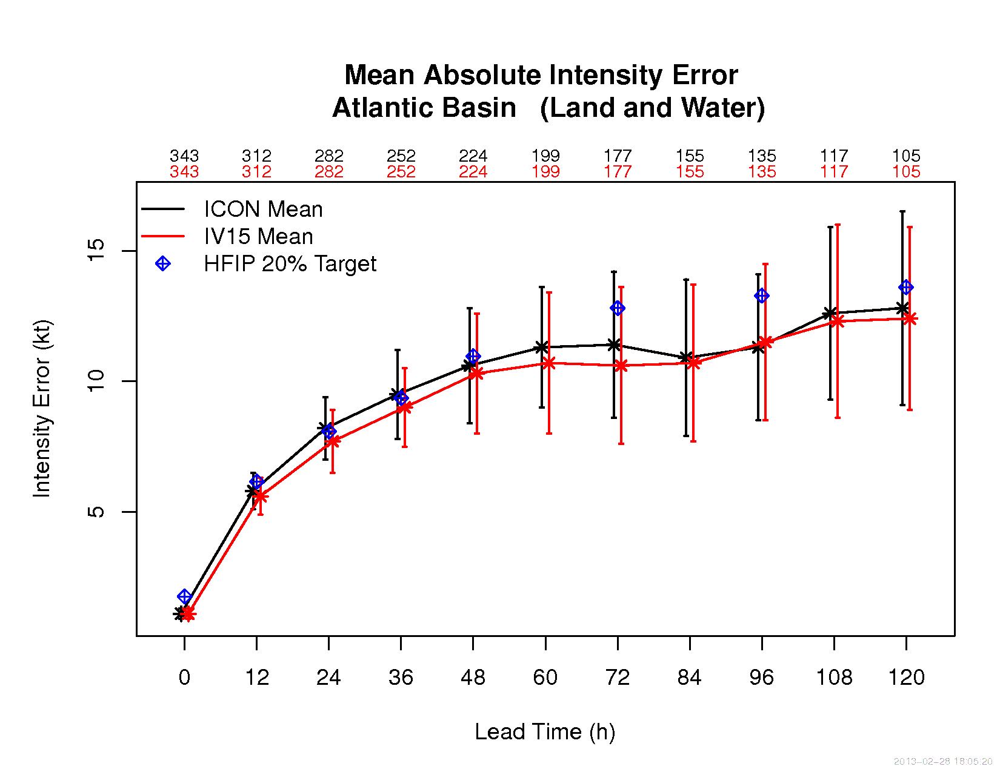 Mean Absolute Intensity Error
Atlantic Basin (Land and Water)
343 312 282 252 224 199 177 155 135 117 105
343 312 282 252 224 199 177 155 135 117 105
ICON Mean
IV15 Mean
HFIP 20% Target
Intensity Error (kt)
15
10
5
0 12 24 36 48 60 72 84 96 108 120
Lead Time (h)
2013-02-28 18:05:20